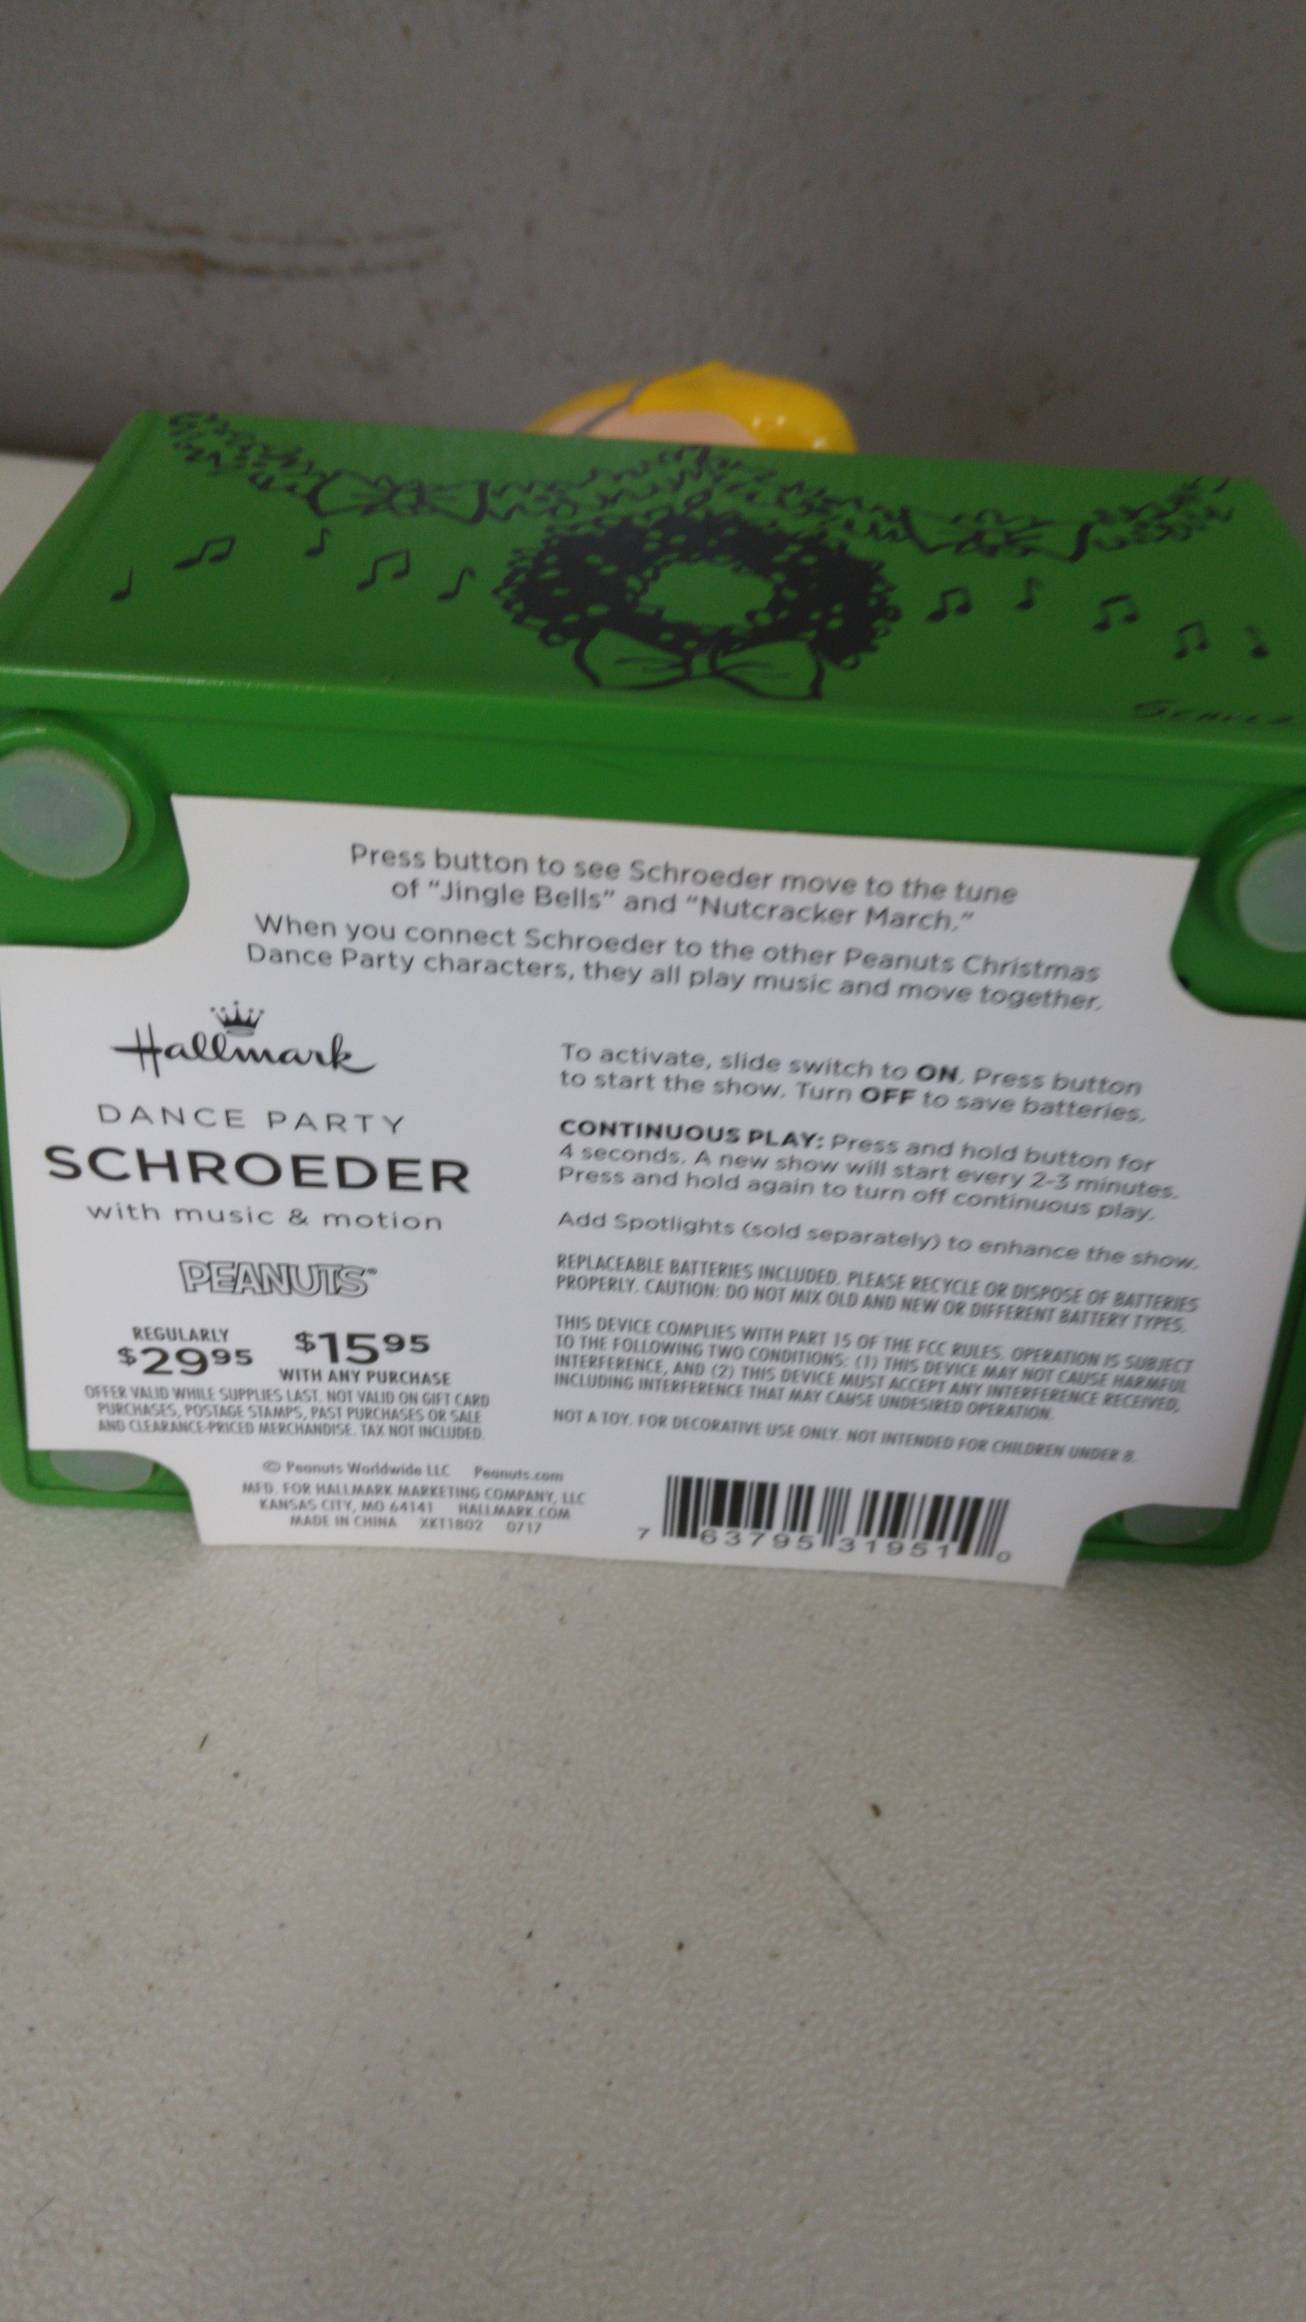 SCHULZ
Press button to see Schroeder move to the tune
of "Jingle Bells" and "Nutcracker March."
When you connect Schroeder to the other Peanuts Christmas
Dance Party characters, they all play music and move together.
Hallmark
DANCE PARTY
SCHROEDER
with music & motion
PEANUTS
REGULARLY
$29.95 $15.95
WITH ANY PURCHASE
OFFER VALID WHILE SUPPLIES LAST. NOT VALID ON GIFT CARD
PURCHASES, POSTAGE STAMPS, PAST PURCHASES OR SALE
AND CLEARANCE-PRICED MERCHANDISE. TAX NOT INCLUDED.
To activate, slide switch to ON. Press button
to start the show. Turn OFF to save batteries.
CONTINUOUS PLAY: Press and hold button for
4 seconds. A new show will start every 2-3 minutes.
Press and hold again to turn off continuous play.
Add Spotlights (sold separately) to enhance the show.
REPLACEABLE BATTERIES INCLUDED. PLEASE RECYCLE OR DISPOSE OF BATTERIES
PROPERLY. CAUTION: DO NOT MIX OLD AND NEW OR DIFFERENT BATTERY TYPES.
THIS DEVICE COMPLIES WITH PART 15 OF THE FCC RULES. OPERATION IS SUBJECT
TO THE FOLLOWING TWO CONDITIONS: (1) THIS DEVICE MAY NOT CAUSE HARMFUL
INTERFERENCE, AND (2) THIS DEVICE MUST ACCEPT ANY INTERFERENCE RECEIVED,
INCLUDING INTERFERENCE THAT MAY CAUSE UNDESIRED OPERATION.
NOT A TOY. FOR DECORATIVE USE ONLY. NOT INTENDED FOR CHILDREN UNDER 8.
© Peanuts Worldwide LLC Peanuts.com
MFD. FOR HALLMARK MARKETING COMPANY, LLC
KANSAS CITY, MO 64141 HALLMARK.COM
MADE IN CHINA XKT1802 0717
7 63795 31951 0